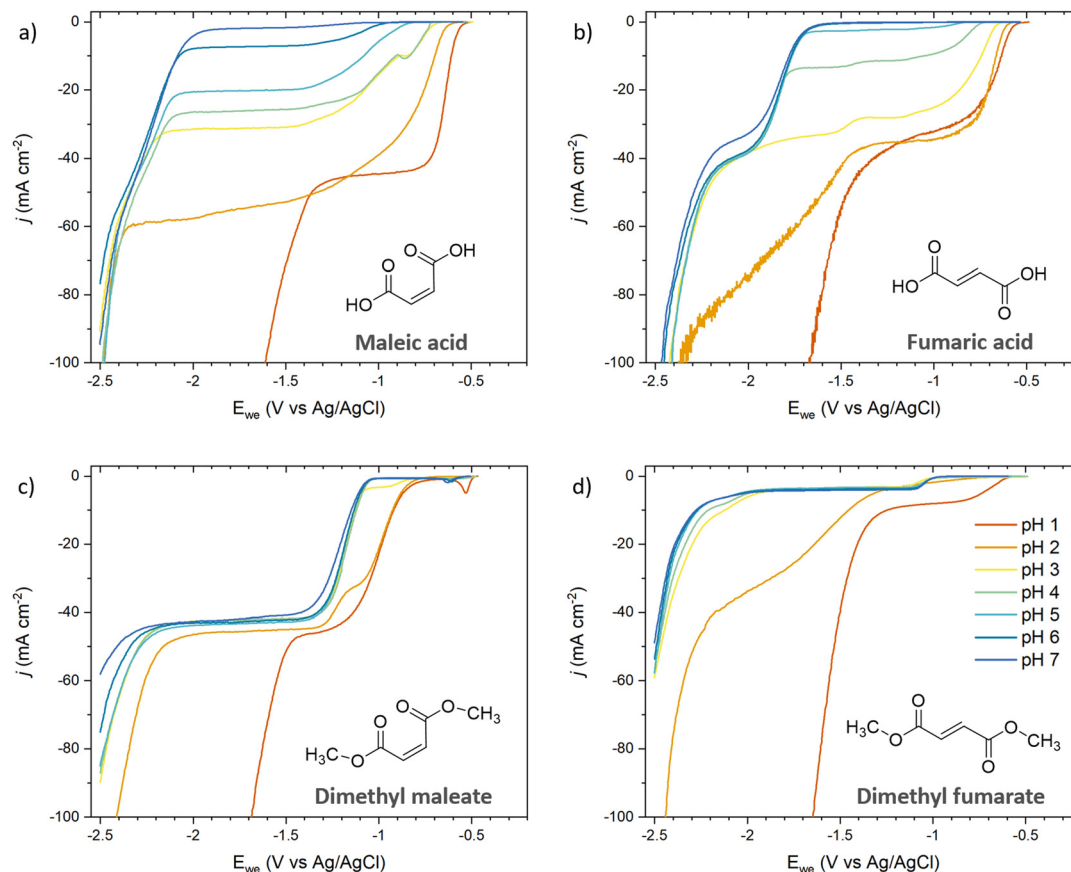 a)
0
-20
-40
-60
-80
-100
j (mA cm⁻²)
-2.5 -2 -1.5 -1 -0.5
E_we (V vs Ag/AgCl)
O OH
O
HO
Maleic acid
b)
0
-20
-40
-60
-80
-100
j (mA cm⁻²)
-2.5 -2 -1.5 -1 -0.5
E_we (V vs Ag/AgCl)
O
HO OH
O
Fumaric acid
c)
0
-20
-40
-60
-80
-100
j (mA cm⁻²)
-2.5 -2 -1.5 -1 -0.5
E_we (V vs Ag/AgCl)
O O CH₃
O
H₃C O
Dimethyl maleate
d)
0
-20
-40
-60
-80
-100
j (mA cm⁻²)
-2.5 -2 -1.5 -1 -0.5
E_we (V vs Ag/AgCl)
pH 1
pH 2
pH 3
pH 4
pH 5
pH 6
pH 7
O
H₃C O O CH₃
O
Dimethyl fumarate